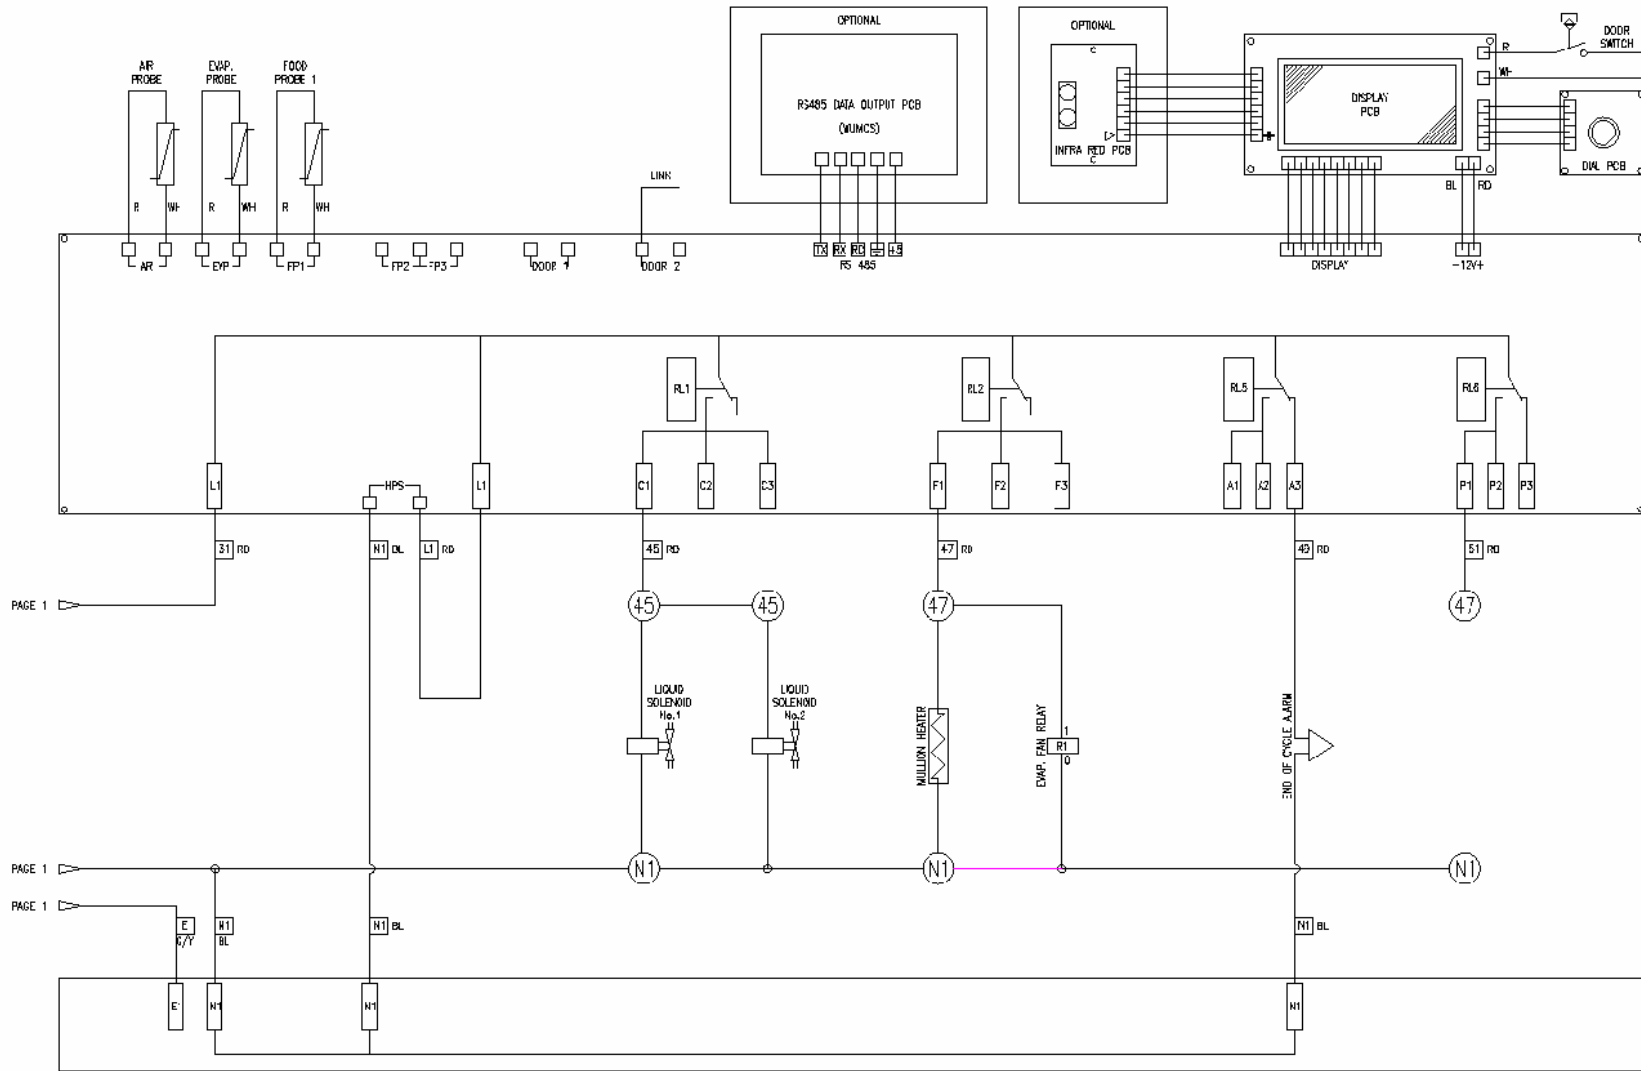 OPTIONAL
OPTIONAL
DOOR
SWITCH
AIR
PROBE
EVAP.
PROBE
FOOD
PROBE 1
R
WH
RS485 DATA OUTPUT PCB
(WUMCS)
DISPLAY
PCB
INFRA RED PCB
DIAL PCB
C
C
LINK
BL
RD
R
WH
R
WH
R
WH
TX
RX
RD
+5
AR
EVP
FP1
FP2
FP3
DOOR 1
DOOR 2
RS 485
DISPLAY
-12V+
RL1
RL2
RL5
RL6
L1
HPS
L1
C1
C2
C3
F1
F2
F3
A1
A2
A3
P1
P2
P3
31 RD
N1 BL
L1 RD
45 RD
47 RD
49 RD
51 RD
PAGE 1
45
45
47
47
LIQUID
SOLENOID
No.1
LIQUID
SOLENOID
No.2
MULLION HEATER
EVAP. FAN RELAY
1
R1
0
END OF CYCLE ALARM
PAGE 1
N1
N1
N1
PAGE 1
E
G/Y
N1
BL
N1 BL
N1 BL
E1
N1
N1
N1